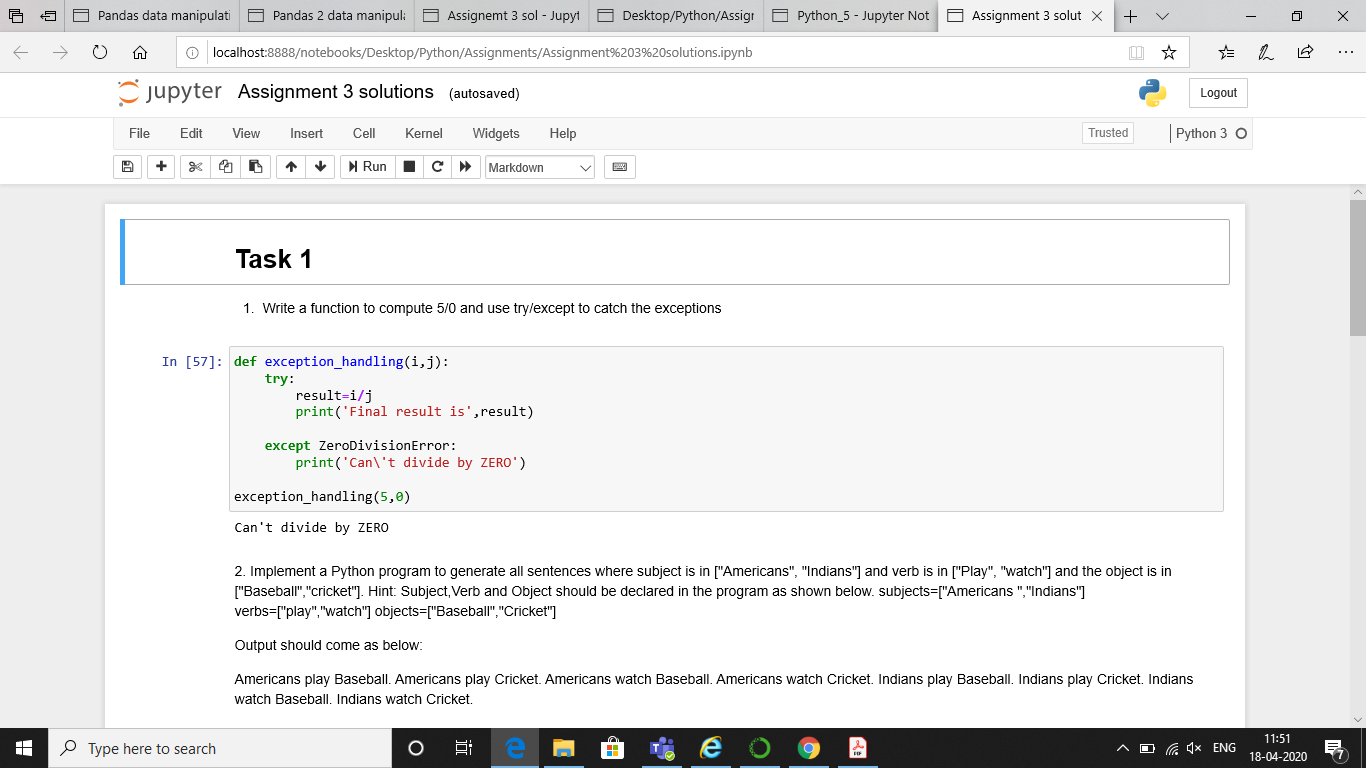 Pandas data manipulati
Pandas 2 data manipula
Assignemt 3 sol - Jupyt
Desktop/Python/Assigr
Python_5 - Jupyter Not
Assignment 3 solut
localhost:8888/notebooks/Desktop/Python/Assignments/Assignment%203%20solutions.ipynb
jupyter Assignment 3 solutions (autosaved)
Logout
File Edit View Insert Cell Kernel Widgets Help
Trusted
Python 3
Run
Markdown
Task 1
1. Write a function to compute 5/0 and use try/except to catch the exceptions
In [57]: def exception_handling(i,j):
    try:
        result=i/j
        print('Final result is',result)
    except ZeroDivisionError:
        print('Can\'t divide by ZERO')
exception_handling(5,0)
Can't divide by ZERO
2. Implement a Python program to generate all sentences where subject is in ["Americans", "Indians"] and verb is in ["Play", "watch"] and the object is in
["Baseball","cricket"]. Hint: Subject,Verb and Object should be declared in the program as shown below. subjects=["Americans ","Indians"]
verbs=["play","watch"] objects=["Baseball","Cricket"]
Output should come as below:
Americans play Baseball. Americans play Cricket. Americans watch Baseball. Americans watch Cricket. Indians play Baseball. Indians play Cricket. Indians
watch Baseball. Indians watch Cricket.
Type here to search
ENG
11:51
18-04-2020
7